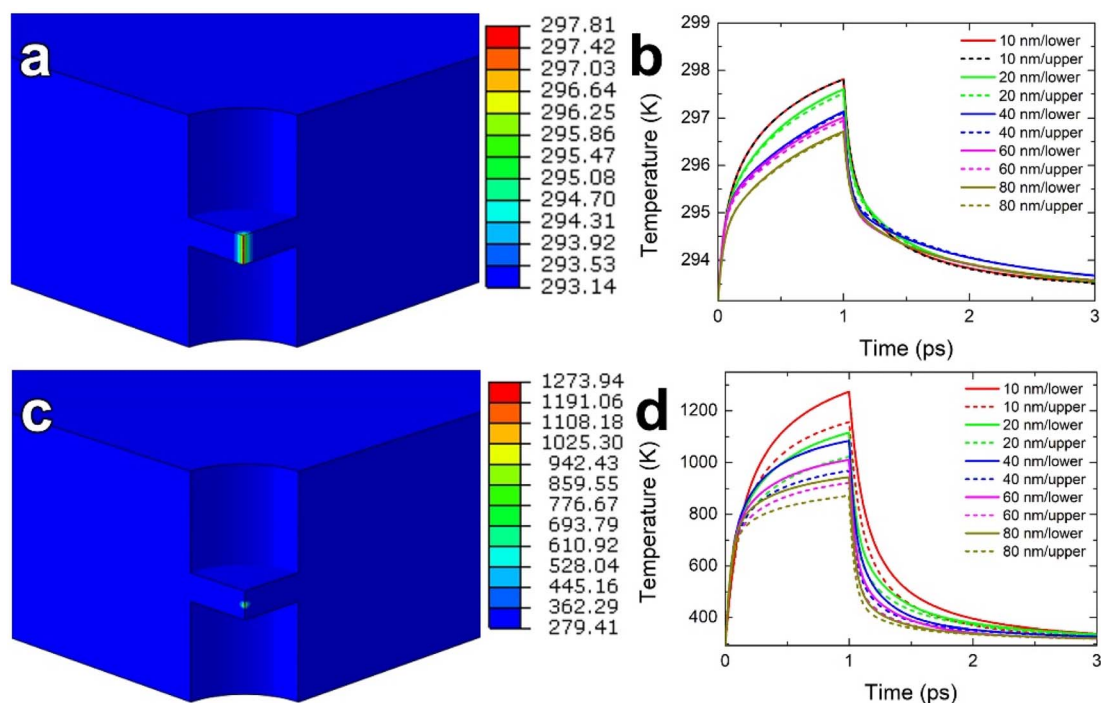 a
297.81
297.42
297.03
296.64
296.25
295.86
295.47
295.08
294.70
294.31
293.92
293.53
293.14
b
Temperature (K)
299
298
297
296
295
294
0
1
2
3
Time (ps)
10 nm/lower
10 nm/upper
20 nm/lower
20 nm/upper
40 nm/lower
40 nm/upper
60 nm/lower
60 nm/upper
80 nm/lower
80 nm/upper
c
1273.94
1191.06
1108.18
1025.30
942.43
859.55
776.67
693.79
610.92
528.04
445.16
362.29
279.41
d
Temperature (K)
1200
1000
800
600
400
0
1
2
3
Time (ps)
10 nm/lower
10 nm/upper
20 nm/lower
20 nm/upper
40 nm/lower
40 nm/upper
60 nm/lower
60 nm/upper
80 nm/lower
80 nm/upper